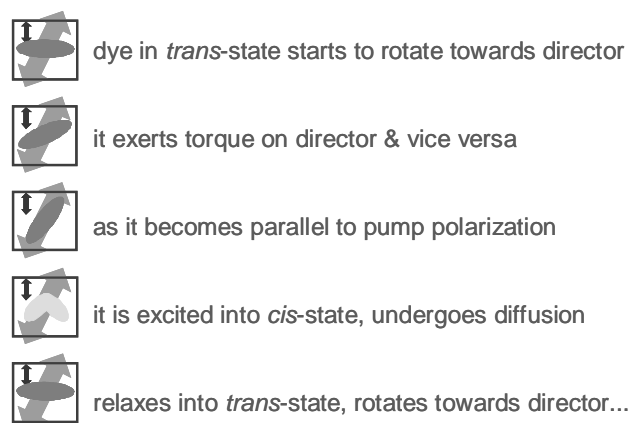 dye in trans-state starts to rotate towards director
it exerts torque on director & vice versa
as it becomes parallel to pump polarization
it is excited into cis-state, undergoes diffusion
relaxes into trans-state, rotates towards director...